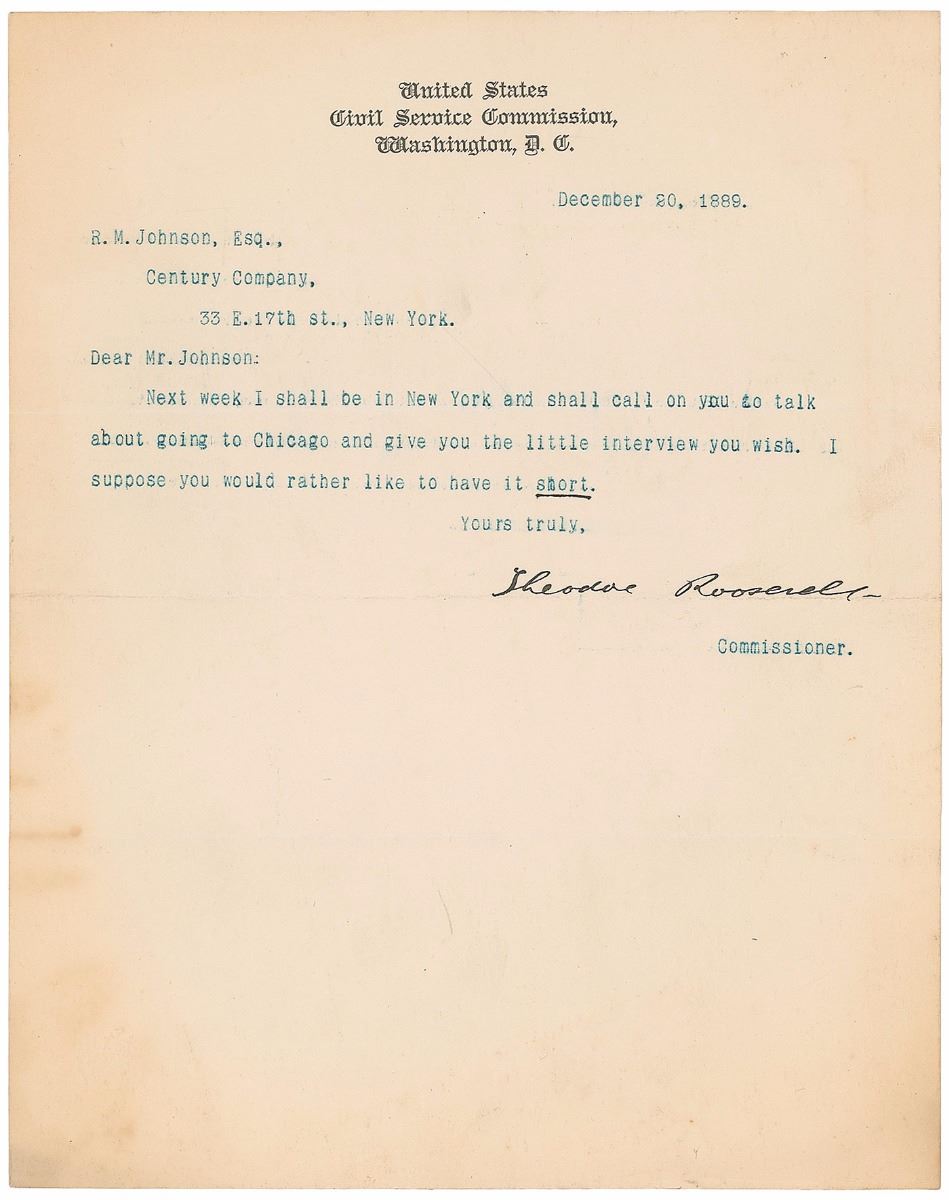 United States
Civil Service Commission,
Washington, D. C.
December 20, 1889.
R. M. Johnson, Esq.,
Century Company,
33 E. 17th st., New York.
Dear Mr. Johnson:
Next week I shall be in New York and shall call on you to talk
about going to Chicago and give you the little interview you wish. I
suppose you would rather like to have it short.
Yours truly,
Theodore Roosevelt
Commissioner.